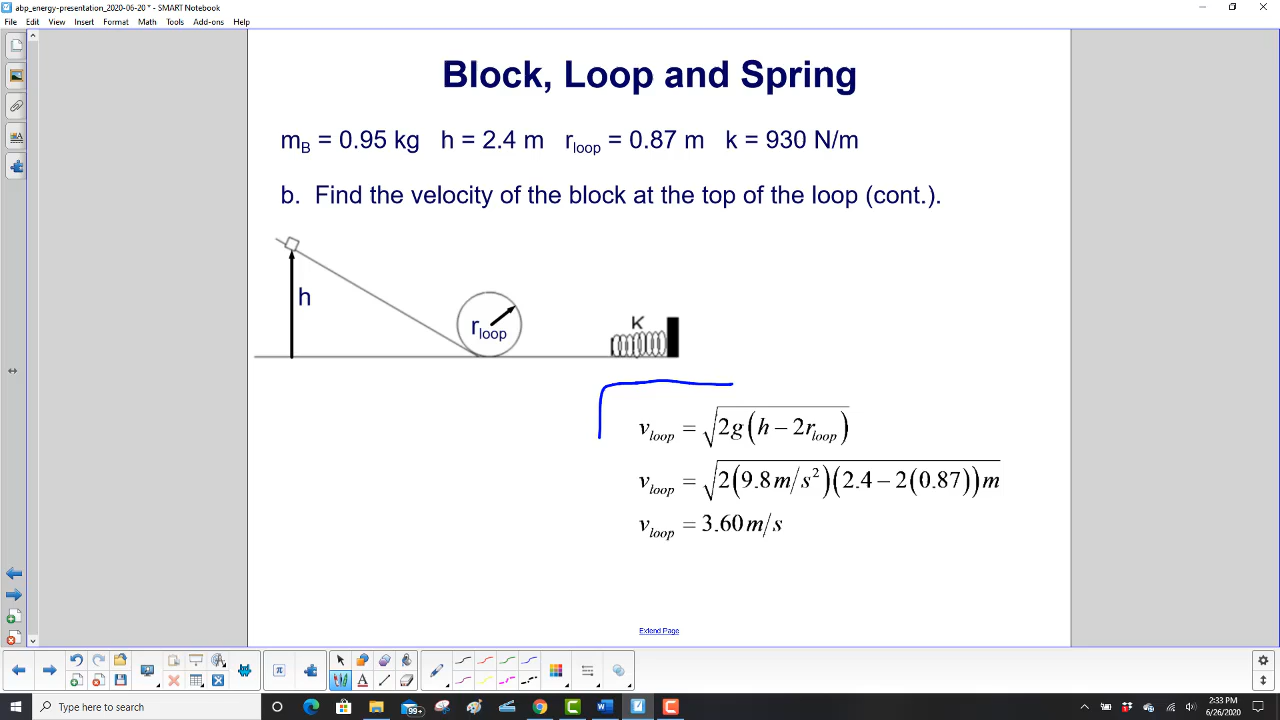 abp_energy-presentation_2020-06-20 * - SMART Notebook
File Edit View Insert Format Math Tools Add-ons Help
Block, Loop and Spring
mB = 0.95 kg h = 2.4 m rloop = 0.87 m k = 930 N/m
b. Find the velocity of the block at the top of the loop (cont.).
h
rloop
K
vloop = √2g(h − 2rloop)
vloop = √2(9.8 m/s²)(2.4 − 2(0.87))m
vloop = 3.60 m/s
Extend Page
Type here to search
99+
2:33 PM
6/26/2020